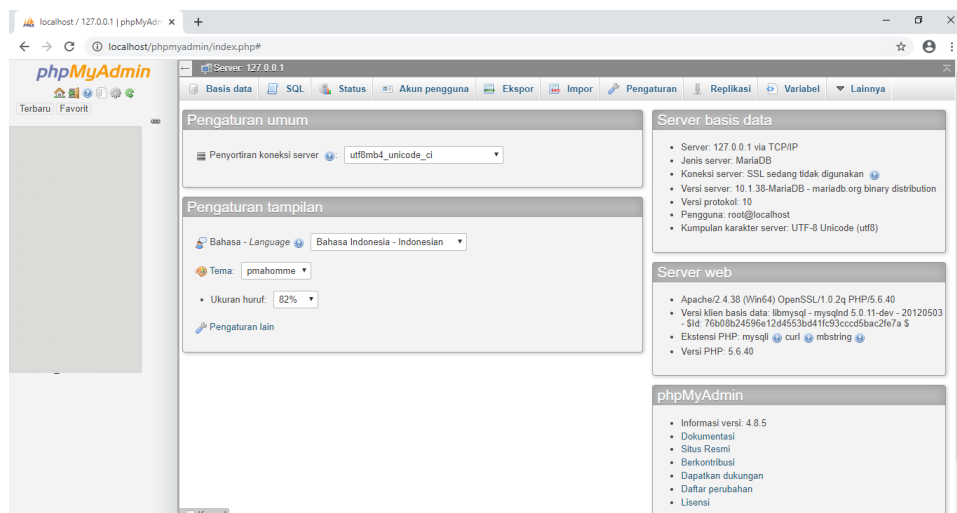 localhost / 127.0.0.1 | phpMyAdn
localhost/phpmyadmin/index.php#
phpMyAdmin
Terbaru Favorit
Server: 127.0.0.1
Basis data SQL Status Akun pengguna Ekspor Impor Pengaturan Replikasi Variabel Lainnya
Pengaturan umum
Penyortiran koneksi server : utf8mb4_unicode_ci
Pengaturan tampilan
Bahasa - Language Bahasa Indonesia - Indonesian
Tema: pmahomme
Ukuran huruf: 82%
Pengaturan lain
Server basis data
Server: 127.0.0.1 via TCP/IP
Jenis server: MariaDB
Koneksi server: SSL sedang tidak digunakan
Versi server: 10.1.38-MariaDB - mariadb.org binary distribution
Versi protokol: 10
Pengguna: root@localhost
Kumpulan karakter server: UTF-8 Unicode (utf8)
Server web
Apache/2.4.38 (Win64) OpenSSL/1.0.2q PHP/5.6.40
Versi klien basis data: libmysql - mysqlnd 5.0.11-dev - 20120503
- $Id: 76b08b24596e12d4553bd41fc93cccd5bac2fe7a $
Ekstensi PHP: mysqli curl mbstring
Versi PHP: 5.6.40
phpMyAdmin
Informasi versi: 4.8.5
Dokumentasi
Situs Resmi
Berkontribusi
Dapatkan dukungan
Daftar perubahan
Lisensi